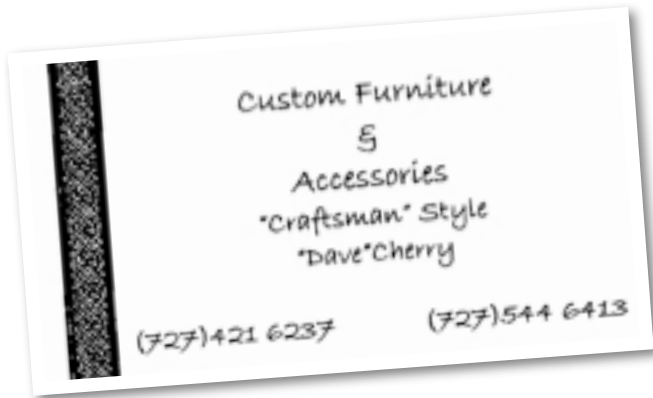 Custom Furniture
&
Accessories
"Craftsman" Style
"Dave"Cherry
(727)421 6237 (727)544 6413